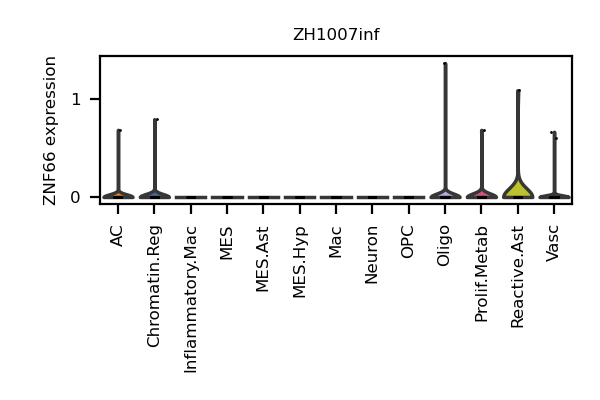 ZH1007inf
ZNF66 expression
1
0
AC
Chromatin.Reg
Inflammatory.Mac
MES
MES.Ast
MES.Hyp
Mac
Neuron
OPC
Oligo
Prolif.Metab
Reactive.Ast
Vasc